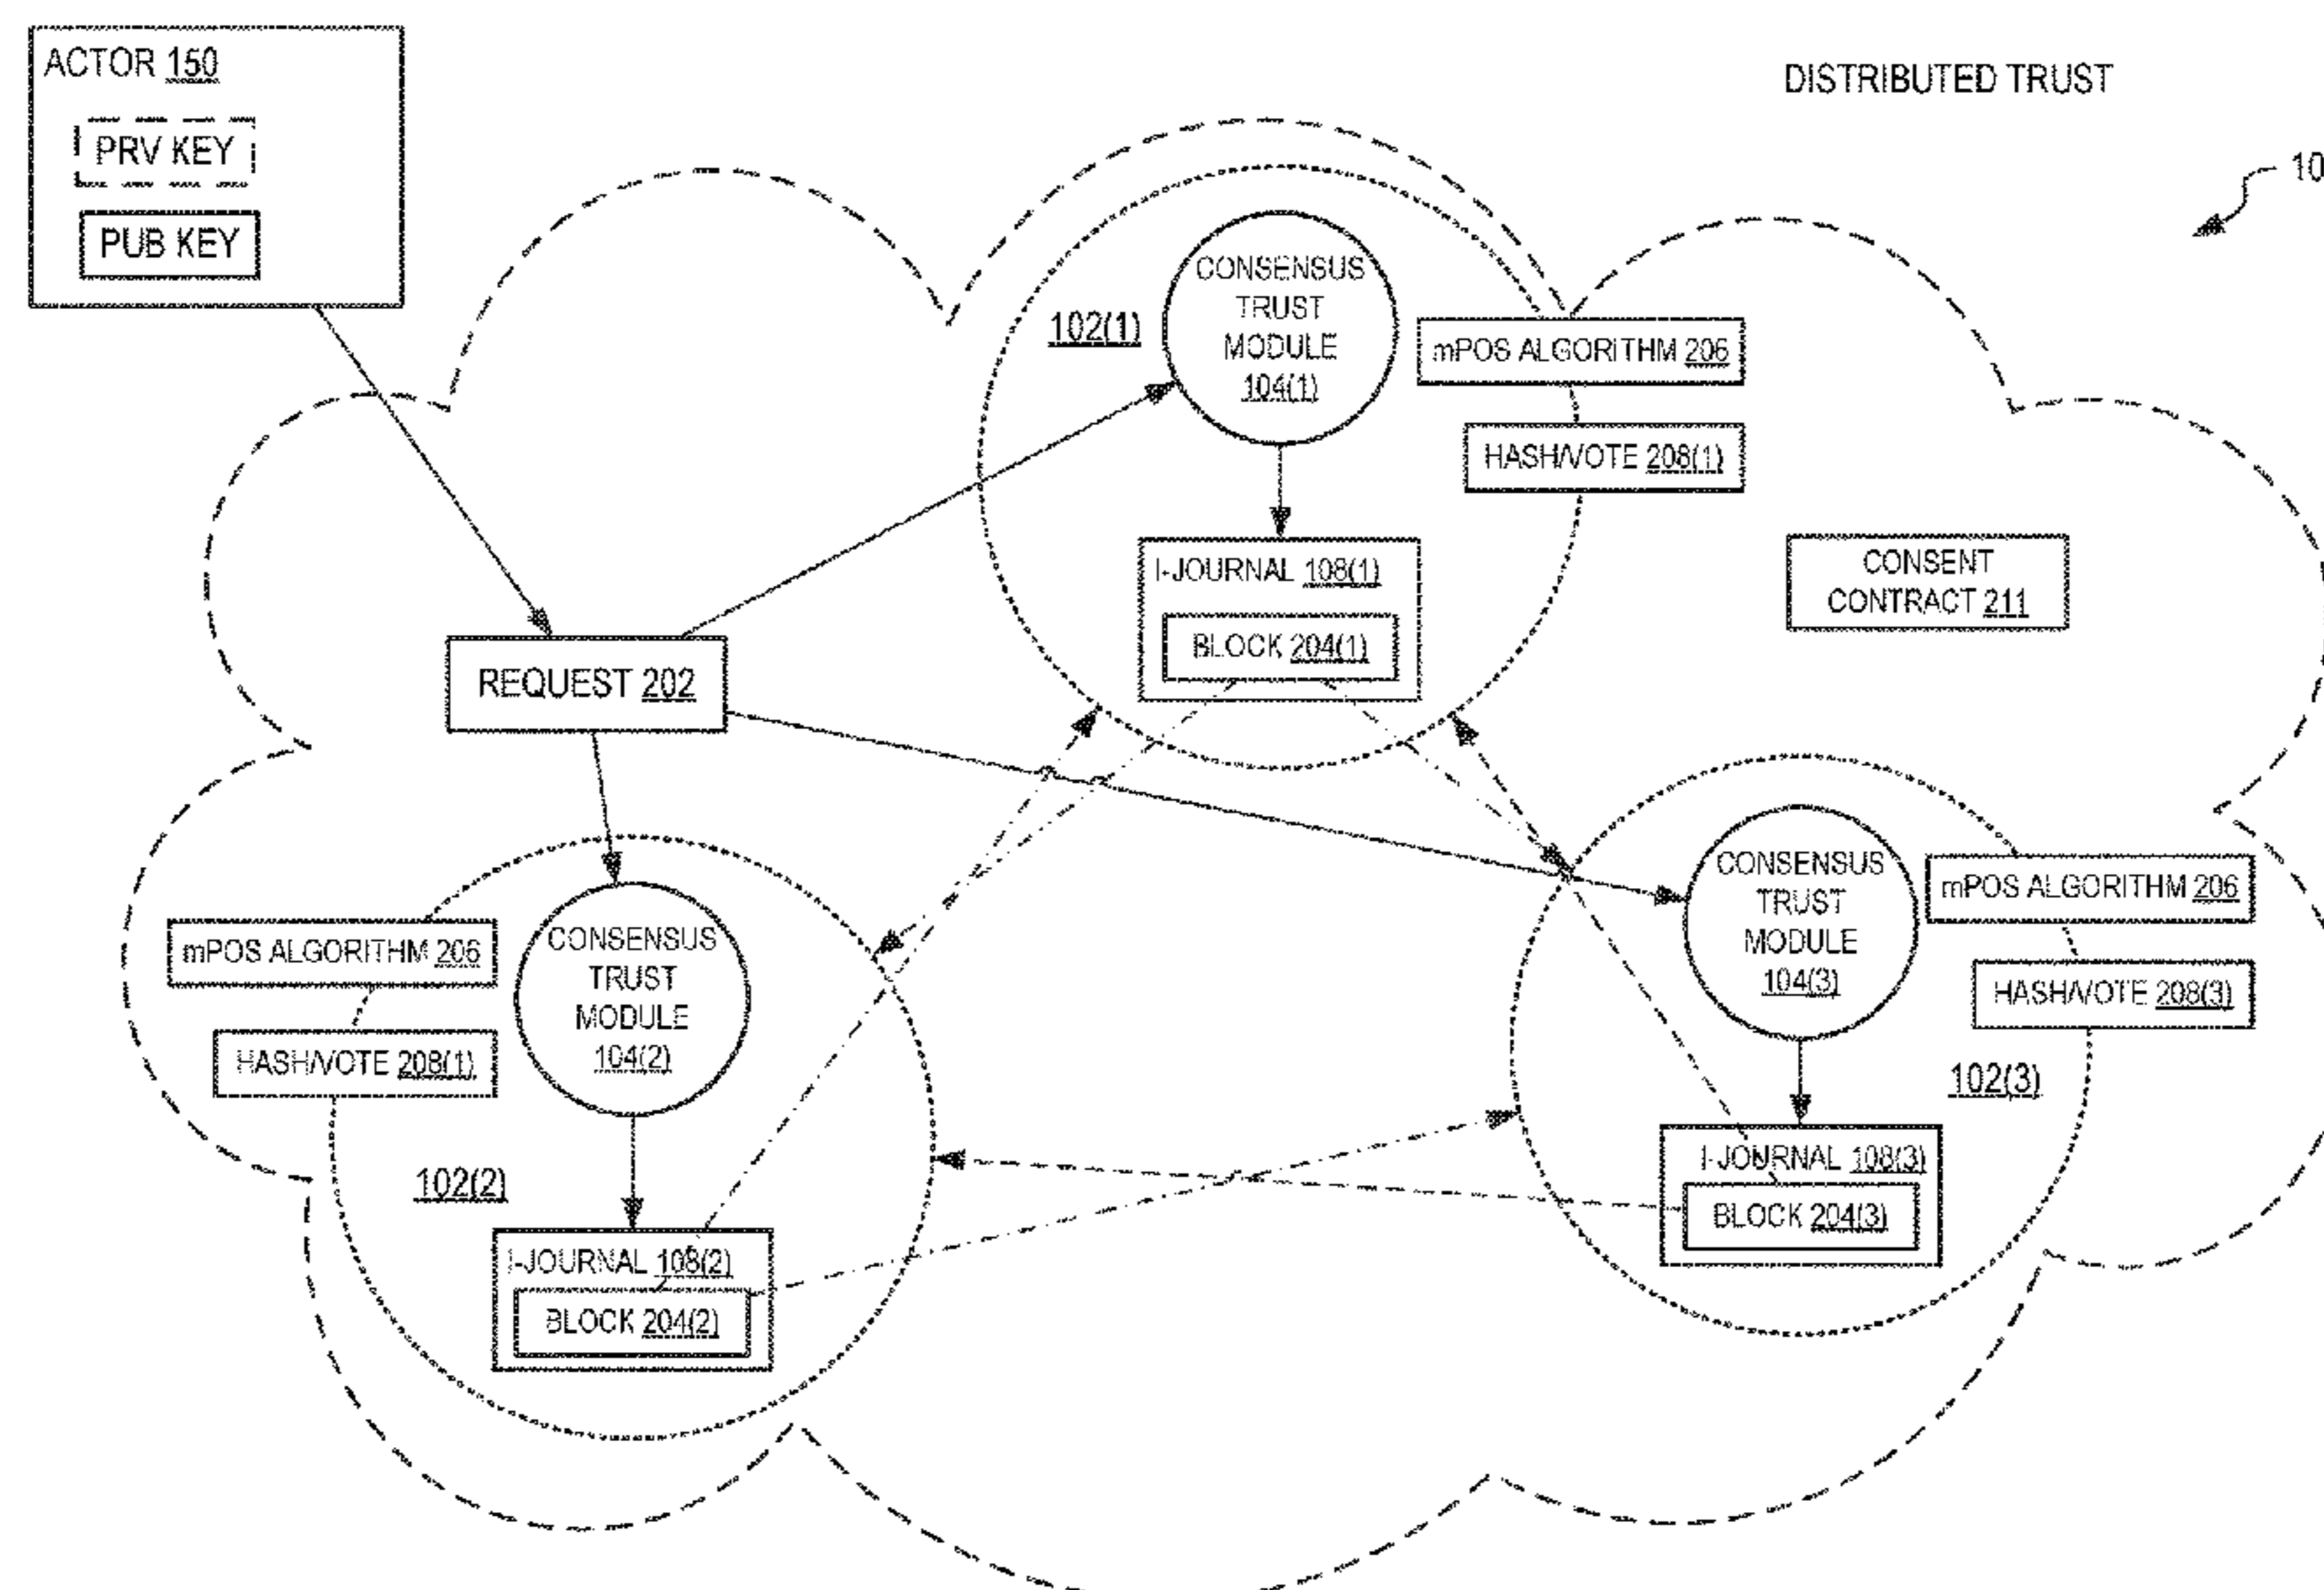 ACTOR 150
PRV KEY
PUB KEY
DISTRIBUTED TRUST
10
CONSENSUS
TRUST
MODULE
104(1)
102(1)
mPOS ALGORITHM 206
HASH/VOTE 208(1)
I-JOURNAL 108(1)
BLOCK 204(1)
CONSENT
CONTRACT 211
REQUEST 202
CONSENSUS
TRUST
MODULE
104(3)
mPOS ALGORITHM 206
HASH/VOTE 208(3)
102(3)
I-JOURNAL 108(3)
BLOCK 204(3)
mPOS ALGORITHM 206
HASH/VOTE 208(1)
CONSENSUS
TRUST
MODULE
104(2)
102(2)
I-JOURNAL 108(2)
BLOCK 204(2)